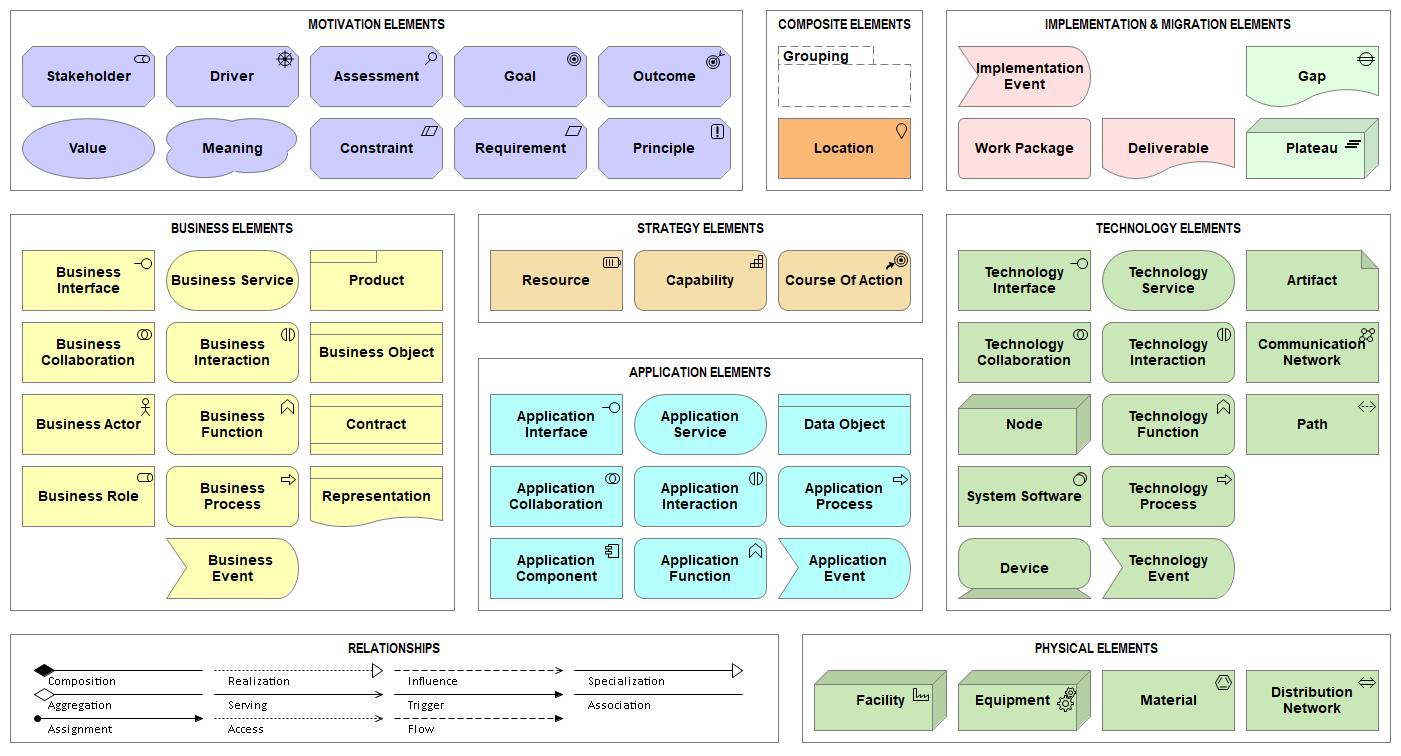 MOTIVATION ELEMENTS
Stakeholder
Driver
Assessment
Goal
Outcome
Value
Meaning
Constraint
Requirement
Principle
COMPOSITE ELEMENTS
Grouping
Location
IMPLEMENTATION & MIGRATION ELEMENTS
Implementation
Event
Gap
Work Package
Deliverable
Plateau
BUSINESS ELEMENTS
Business
Interface
Business Service
Product
Business
Collaboration
Business
Interaction
Business Object
Business Actor
Business
Function
Contract
Business Role
Business
Process
Representation
Business
Event
STRATEGY ELEMENTS
Resource
Capability
Course Of Action
APPLICATION ELEMENTS
Application
Interface
Application
Service
Data Object
Application
Collaboration
Application
Interaction
Application
Process
Application
Component
Application
Function
Application
Event
TECHNOLOGY ELEMENTS
Technology
Interface
Technology
Service
Artifact
Technology
Collaboration
Technology
Interaction
Communication
Network
Node
Technology
Function
Path
System Software
Technology
Process
Device
Technology
Event
RELATIONSHIPS
Composition
Realization
Influence
Specialization
Aggregation
Serving
Trigger
Association
Assignment
Access
Flow
PHYSICAL ELEMENTS
Facility
Equipment
Material
Distribution
Network